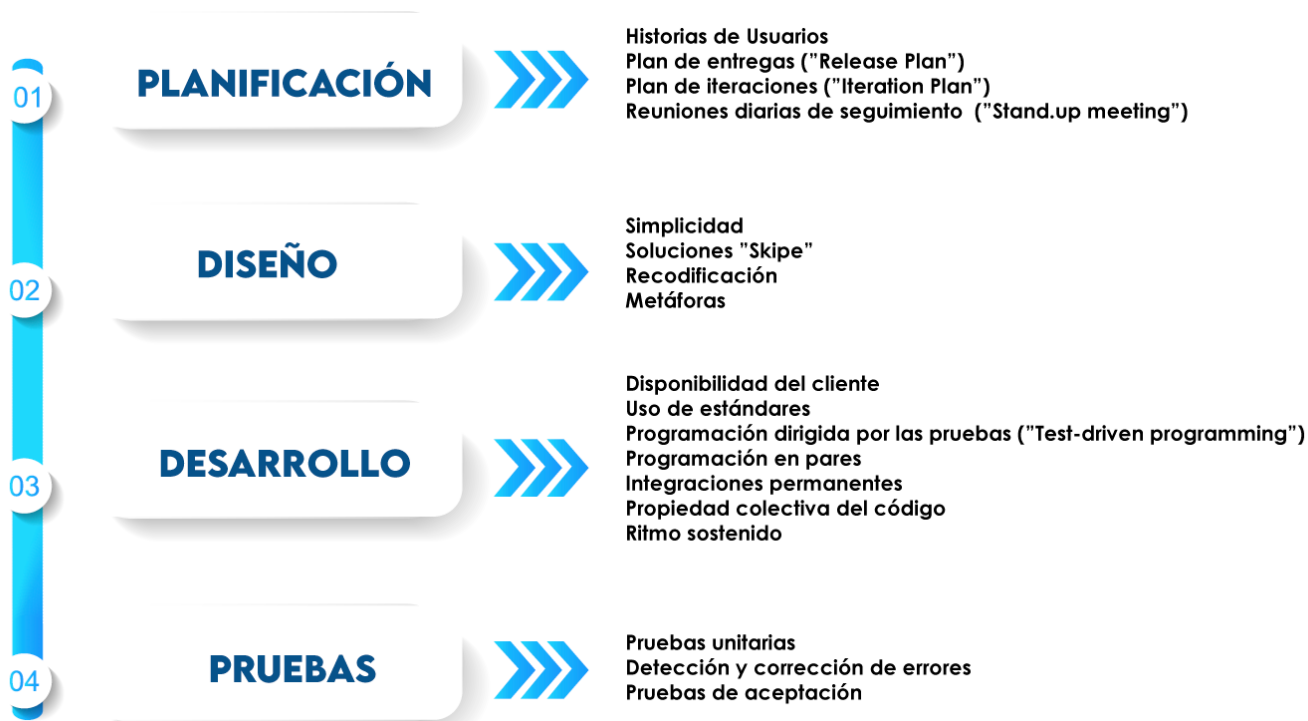 01
PLANIFICACIÓN
Historias de Usuarios
Plan de entregas (”Release Plan”)
Plan de iteraciones (”Iteration Plan”)
Reuniones diarias de seguimiento (”Stand.up meeting”)
02
DISEÑO
Simplicidad
Soluciones ”Skipe”
Recodificación
Metáforas
03
DESARROLLO
Disponibilidad del cliente
Uso de estándares
Programación dirigida por las pruebas (”Test-driven programming”)
Programación en pares
Integraciones permanentes
Propiedad colectiva del código
Ritmo sostenido
04
PRUEBAS
Pruebas unitarias
Detección y corrección de errores
Pruebas de aceptación